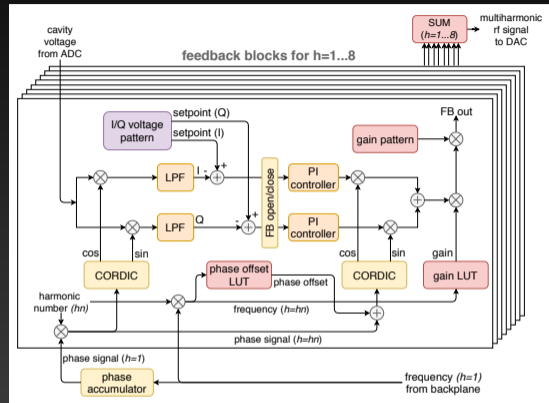 cavity
voltage
from ADC
feedback blocks for h=1...8
SUM
(h=1...8)
multiharmonic
rf signal
to DAC
I/Q voltage
pattern
setpoint (Q)
setpoint (I)
FB out
gain pattern
LPF
I
-
+
FB open/close
PI
controller
LPF
Q
-
+
PI
controller
cos
sin
CORDIC
phase offset
LUT
phase offset
cos
sin
CORDIC
gain
gain LUT
harmonic
number (hn)
frequency (h=hn)
phase signal (h=hn)
phase signal (h=1)
phase
accumulator
frequency (h=1)
from backplane